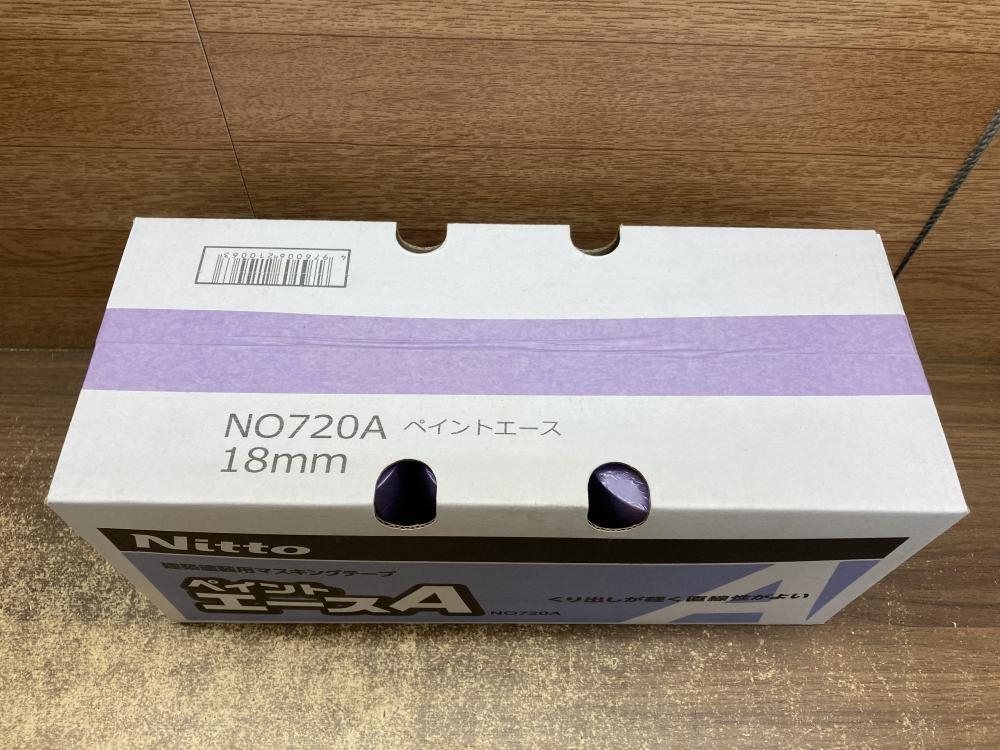 4976006210063
NO720A ペイントエース
18mm
Nitto
建築塗装用マスキングテープ
ペイント
エースA
NO720A
くり出しが軽く直線性がよい
A